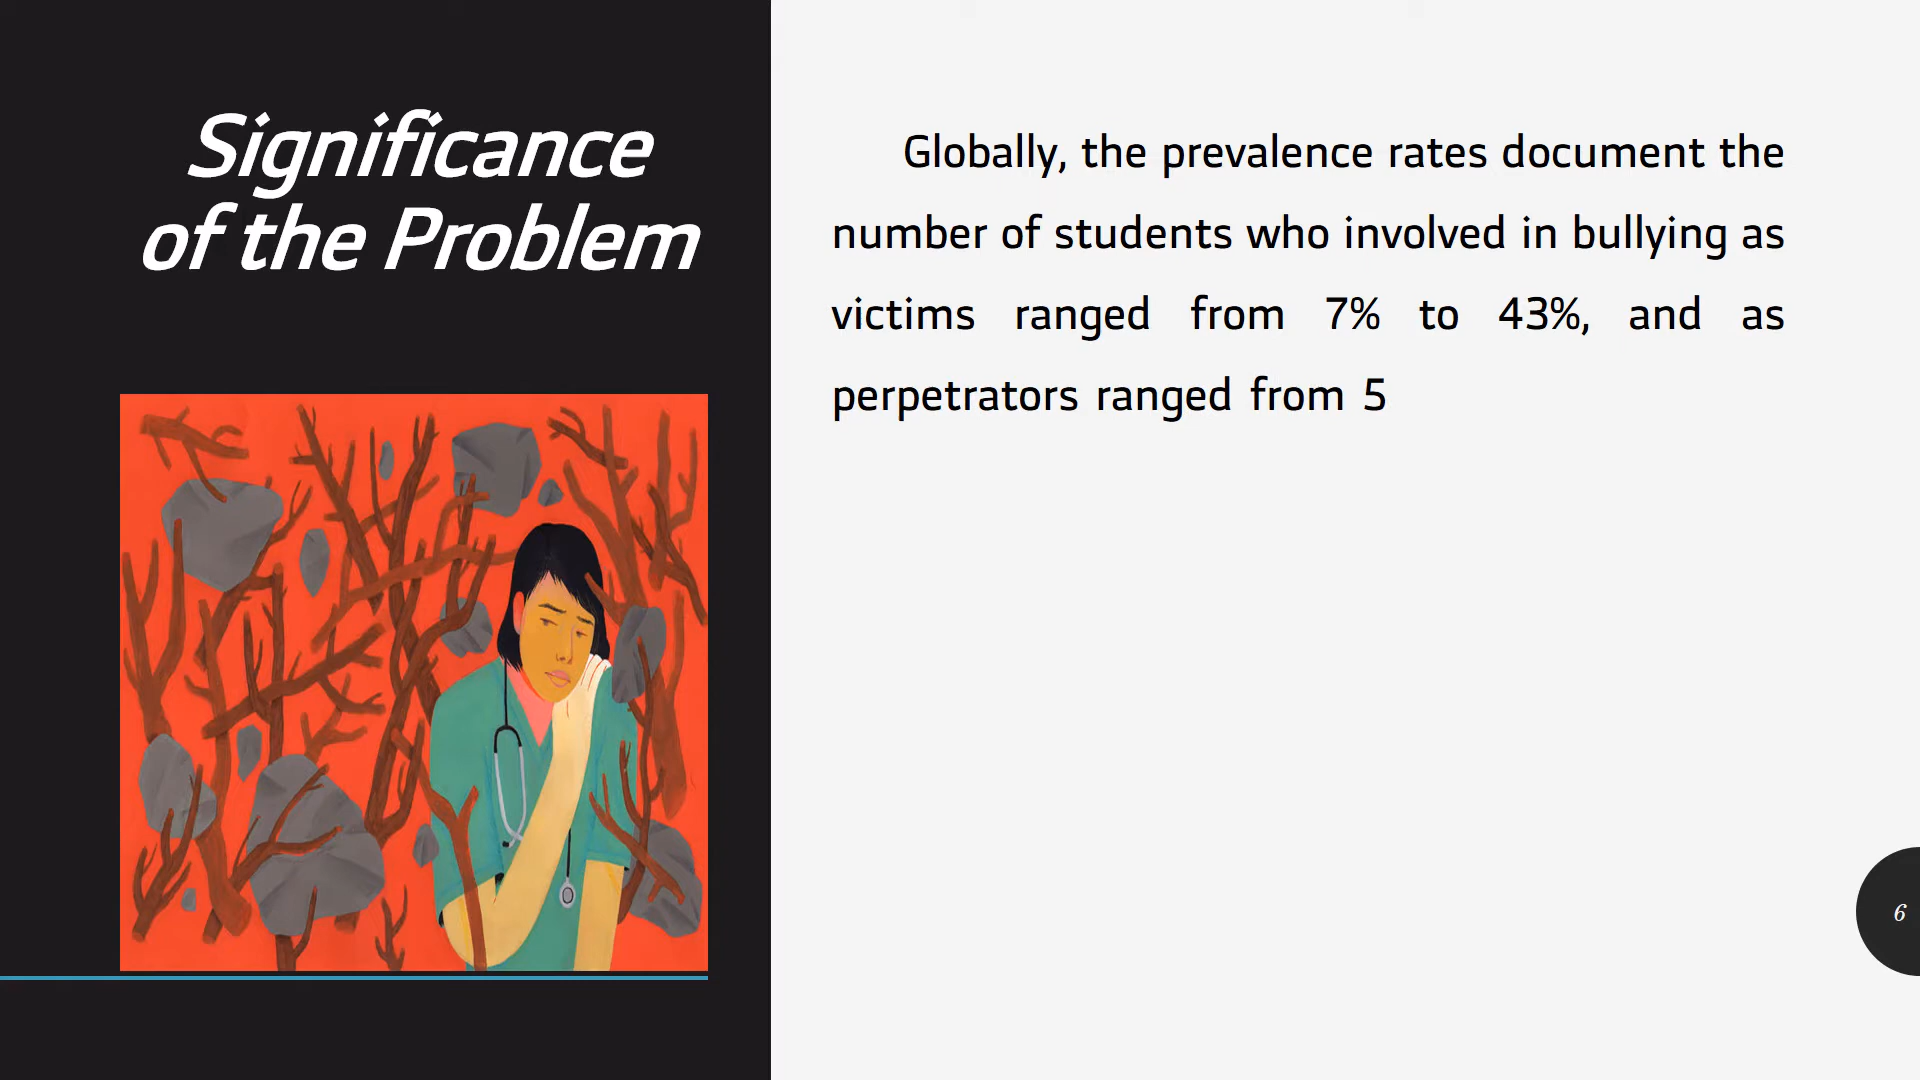 Significance
of the Problem
Globally, the prevalence rates document the
number of students who involved in bullying as
victims ranged from 7% to 43%, and as
perpetrators ranged from 5
6